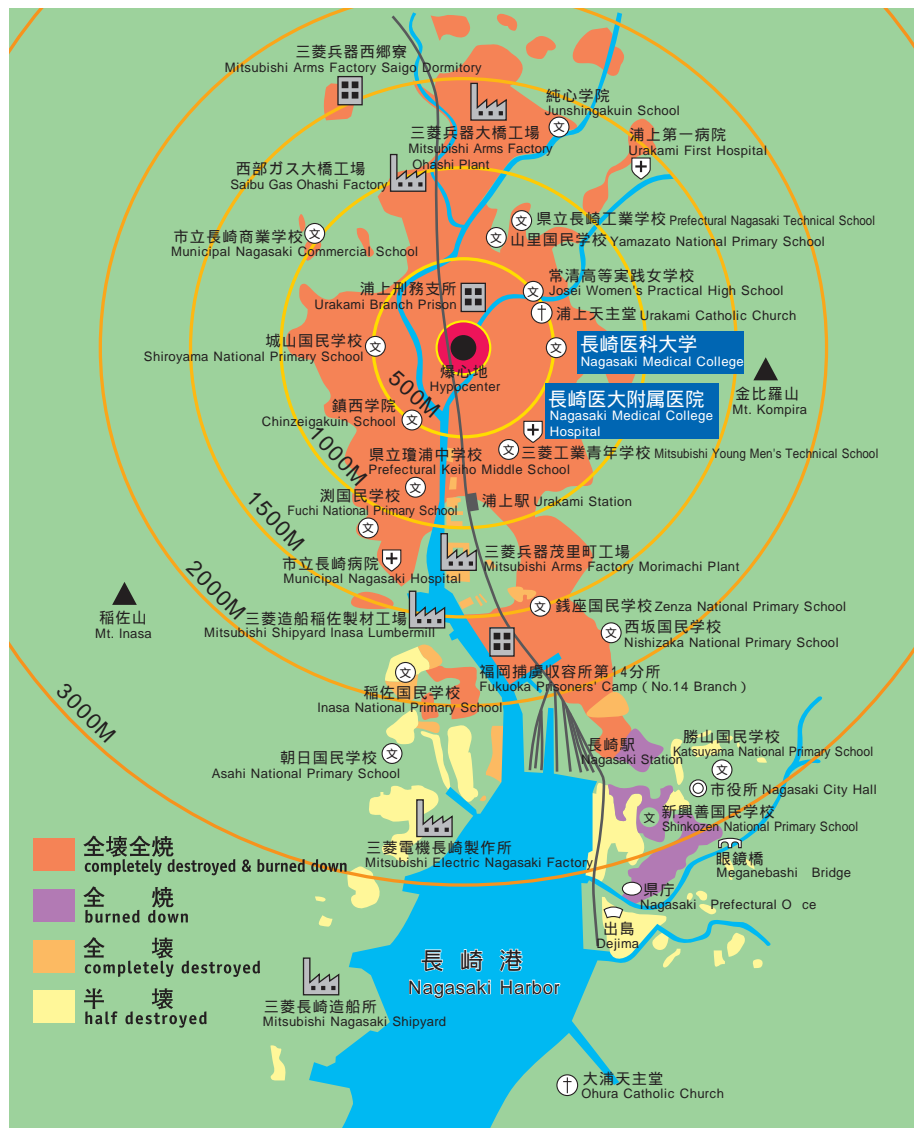 三菱兵器西郷寮
Mitsubishi Arms Factory Saigo Dormitory
純心学院
Junshingakuin School
三菱兵器大橋工場
Mitsubishi Arms Factory
Ohashi Plant
浦上第一病院
Urakami First Hospital
西部ガス大橋工場
Saibu Gas Ohashi Factory
文
県立長崎工業学校 Prefectural Nagasaki Technical School
文
市立長崎商業学校
Municipal Nagasaki Commercial School
文
山里国民学校 Yamazato National Primary School
文
常清高等実践女学校
Josei Women's Practical High School
文
浦上刑務支所
Urakami Branch Prison
浦上天主堂 Urakami Catholic Church
城山国民学校
Shiroyama National Primary School
文
長崎医科大学
Nagasaki Medical College
文
爆心地
Hypocenter
金比羅山
Mt. Kompira
500M
長崎医大附属医院
Nagasaki Medical College
Hospital
鎮西学院
Chinzeigakuin School
文
1000M
県立瓊浦中学校
Prefectural Keiho Middle School
文
三菱工業青年学校 Mitsubishi Young Men's Technical School
文
渕国民学校
Fuchi National Primary School
文
浦上駅 Urakami Station
1500M
市立長崎病院
Municipal Nagasaki Hospital
三菱兵器茂里町工場
Mitsubishi Arms Factory Morimachi Plant
2000M
稲佐山
Mt. Inasa
三菱造船稲佐製材工場
Mitsubishi Shipyard Inasa Lumbermill
文
銭座国民学校 Zenza National Primary School
文
西坂国民学校
Nishizaka National Primary School
文
稲佐国民学校
Inasa National Primary School
福岡捕虜収容所第14分所
Fukuoka Prisoners' Camp ( No.14 Branch )
3000M
朝日国民学校
Asahi National Primary School
文
長崎駅
Nagasaki Station
勝山国民学校
Katsuyama National Primary School
文
市役所 Nagasaki City Hall
文
新興善国民学校
Shinkozen National Primary School
三菱電機長崎製作所
Mitsubishi Electric Nagasaki Factory
眼鏡橋
Meganebashi Bridge
県庁
Nagasaki Prefectural O ce
出島
Dejima
全壊全焼
completely destroyed & burned down
全 焼
burned down
全 壊
completely destroyed
半 壊
half destroyed
長崎港
Nagasaki Harbor
三菱長崎造船所
Mitsubishi Nagasaki Shipyard
大浦天主堂
Ohura Catholic Church